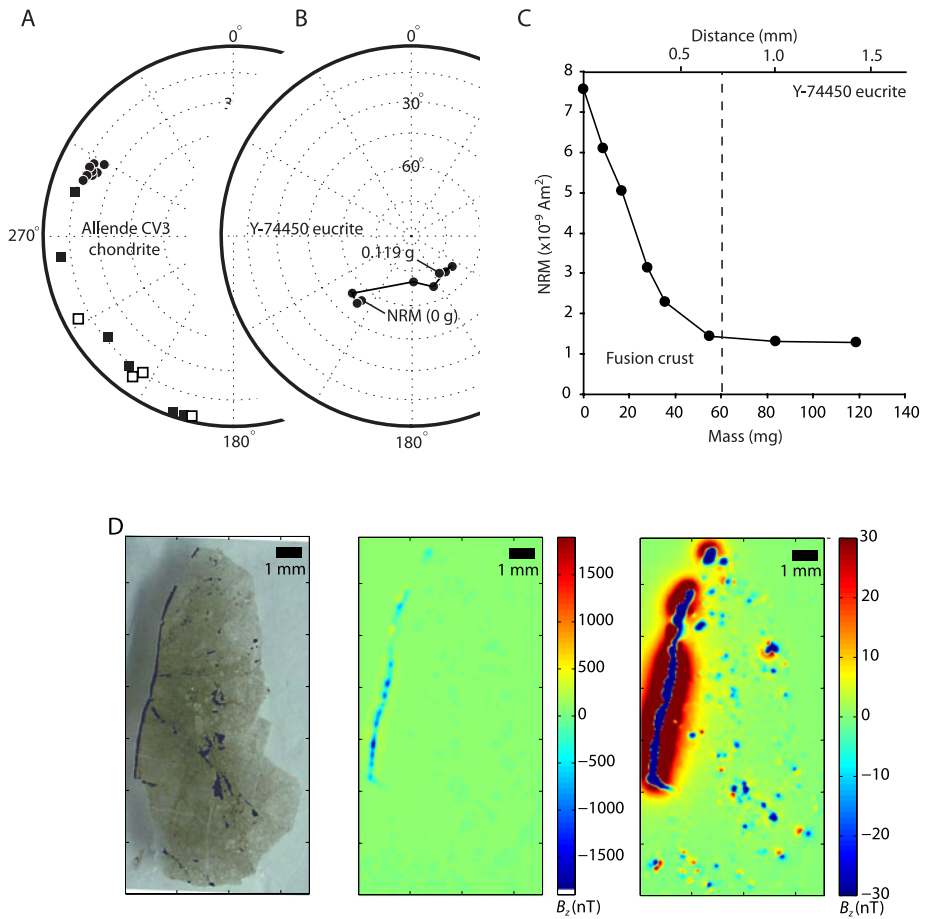 A
0°
270°
Allende CV3
chondrite
180°
B
0°
30°
60°
Y-74450 eucrite
0.119 g
NRM (0 g)
180°
C
Distance (mm)
0.5 1.0 1.5
Y-74450 eucrite
NRM (x10⁻⁹ Am²)
8
7
6
5
4
3
2
1
0
Fusion crust
0 20 40 60 80 100 120 140
Mass (mg)
D
1 mm
1 mm
1500
1000
500
0
−500
−1000
−1500
B_z (nT)
1 mm
30
20
10
0
−10
−20
−30
B_z (nT)